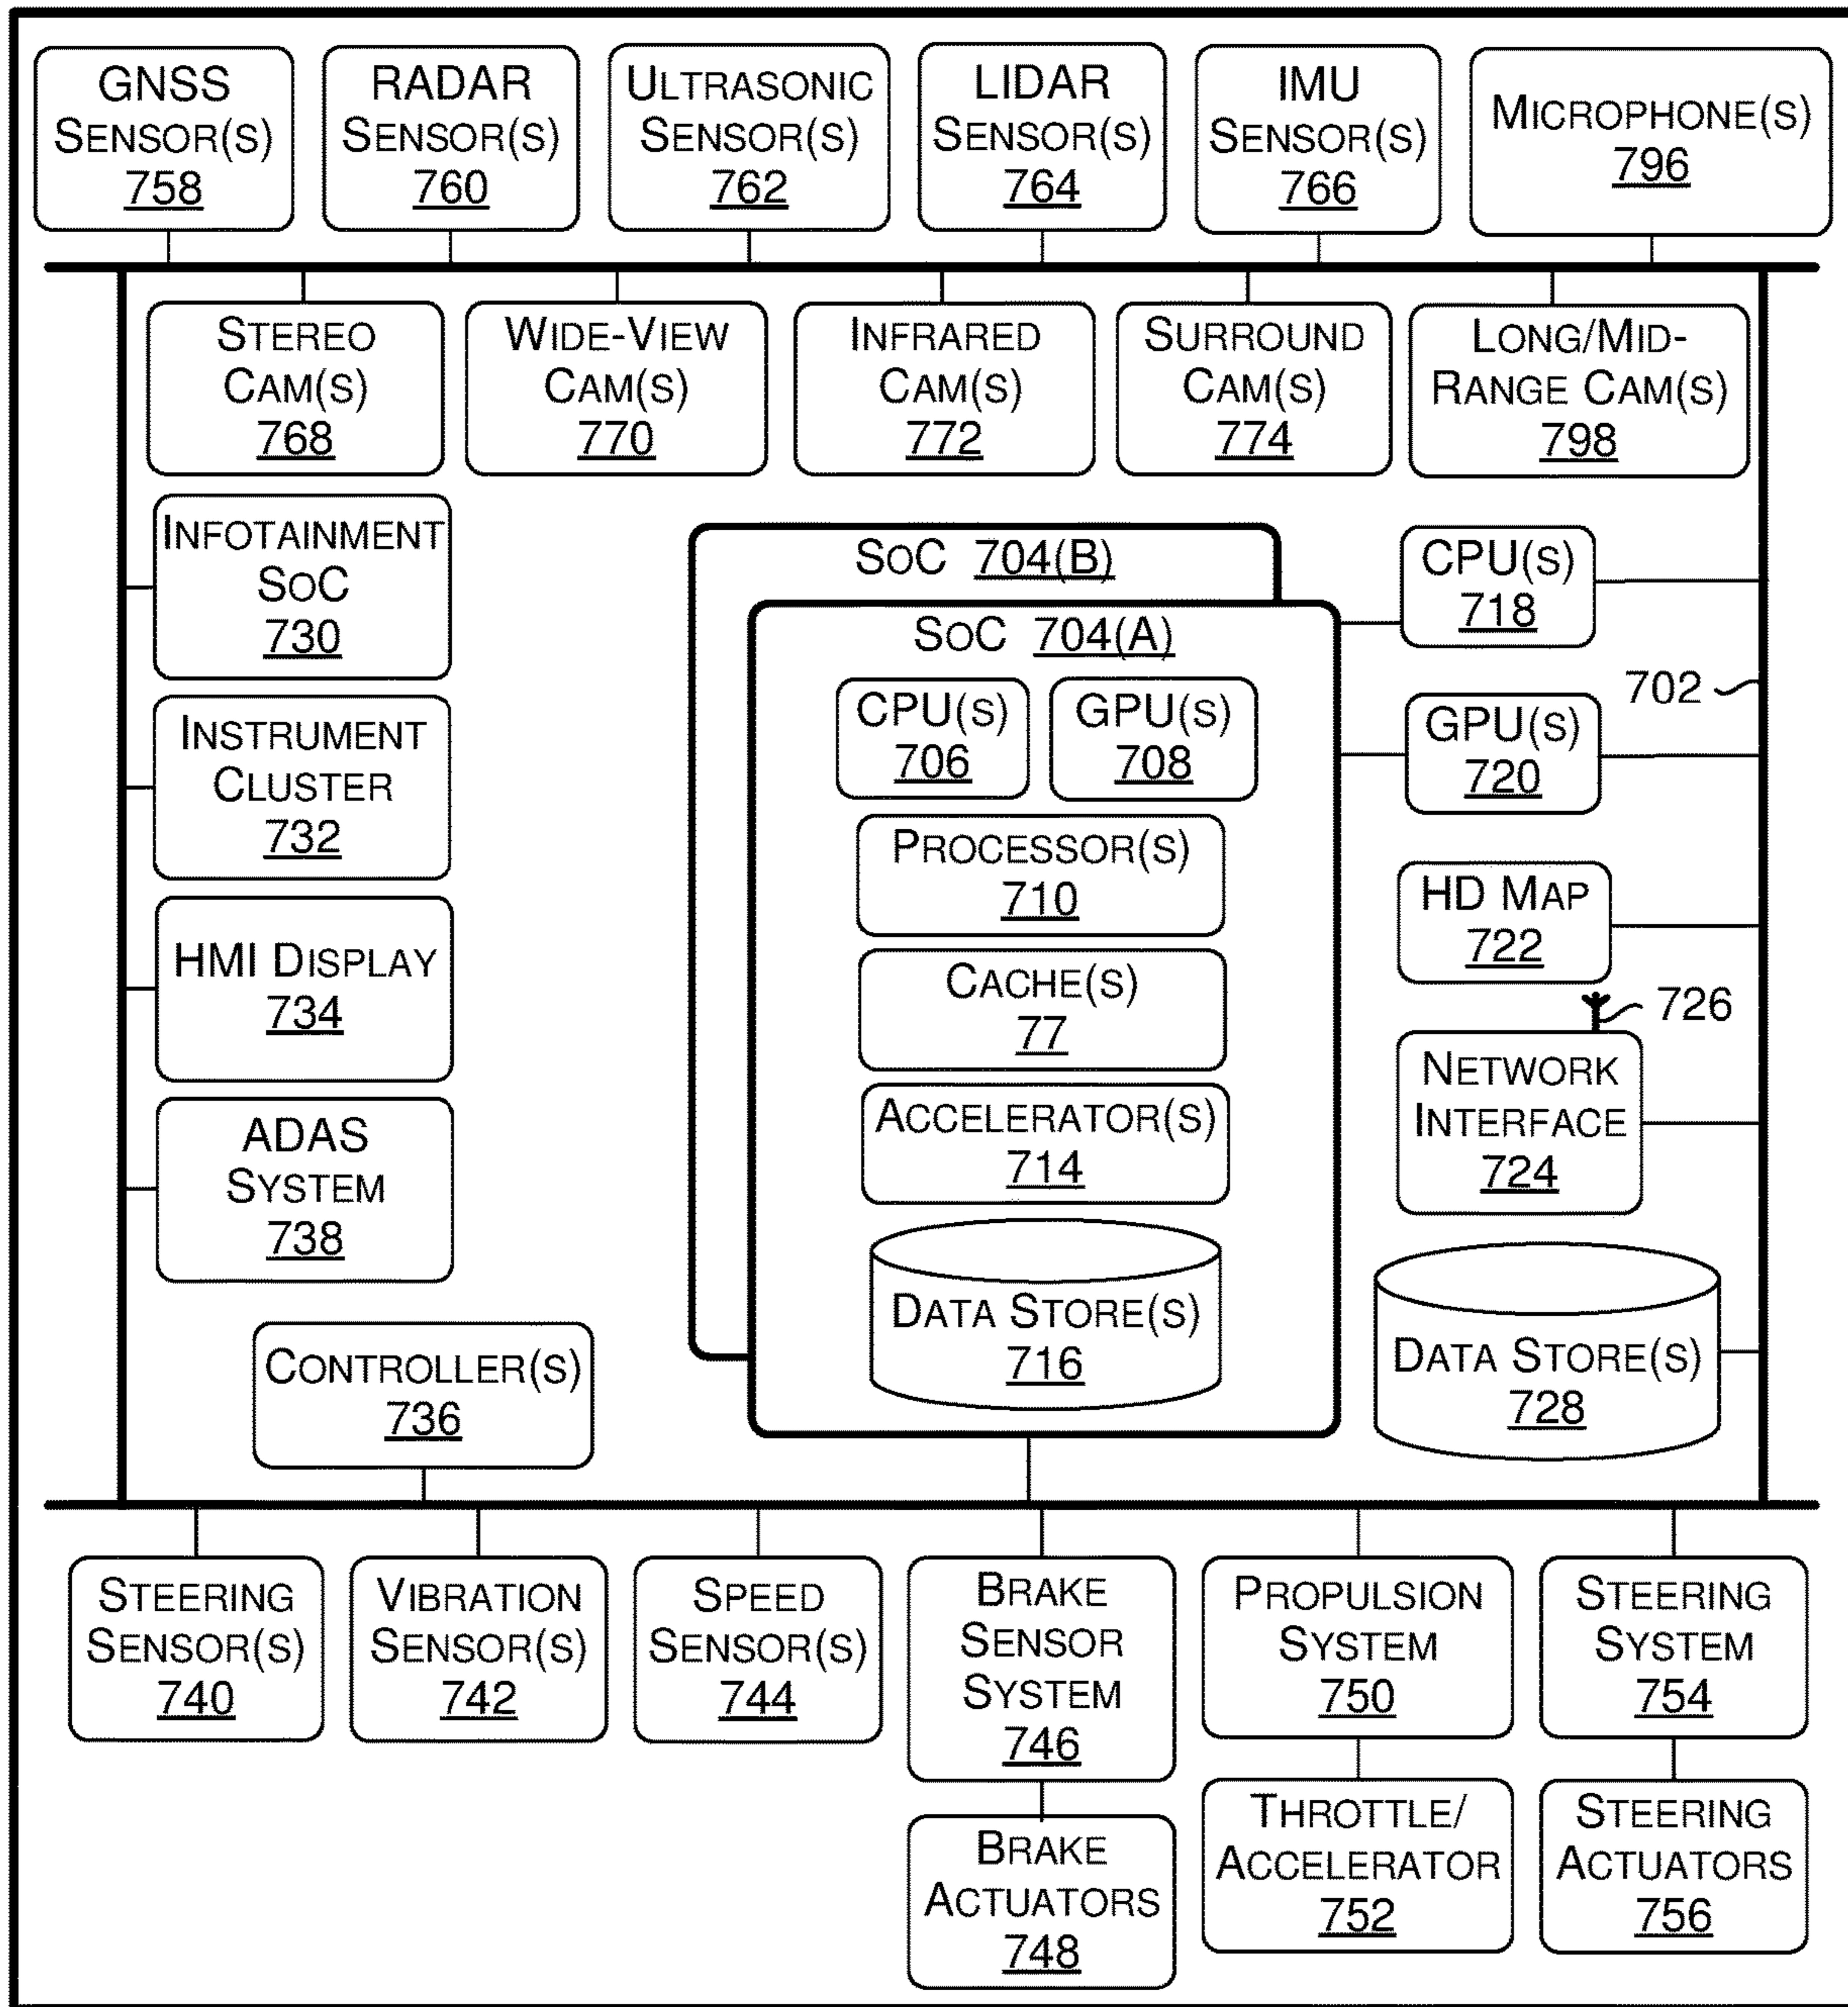 GNSS
SENSOR(S)
758
RADAR
SENSOR(S)
760
ULTRASONIC
SENSOR(S)
762
LIDAR
SENSOR(S)
764
IMU
SENSOR(S)
766
MICROPHONE(S)
796
STEREO
CAM(S)
768
WIDE-VIEW
CAM(S)
770
INFRARED
CAM(S)
772
SURROUND
CAM(S)
774
LONG/MID-
RANGE CAM(S)
798
INFOTAINMENT
SOC
730
INSTRUMENT
CLUSTER
732
HMI DISPLAY
734
ADAS
SYSTEM
738
CONTROLLER(S)
736
SOC 704(B)
SOC 704(A)
CPU(S)
706
GPU(S)
708
PROCESSOR(S)
710
CACHE(S)
77
ACCELERATOR(S)
714
DATA STORE(S)
716
CPU(S)
718
702
GPU(S)
720
HD MAP
722
726
NETWORK
INTERFACE
724
DATA STORE(S)
728
STEERING
SENSOR(S)
740
VIBRATION
SENSOR(S)
742
SPEED
SENSOR(S)
744
BRAKE
SENSOR
SYSTEM
746
BRAKE
ACTUATORS
748
PROPULSION
SYSTEM
750
THROTTLE/
ACCELERATOR
752
STEERING
SYSTEM
754
STEERING
ACTUATORS
756